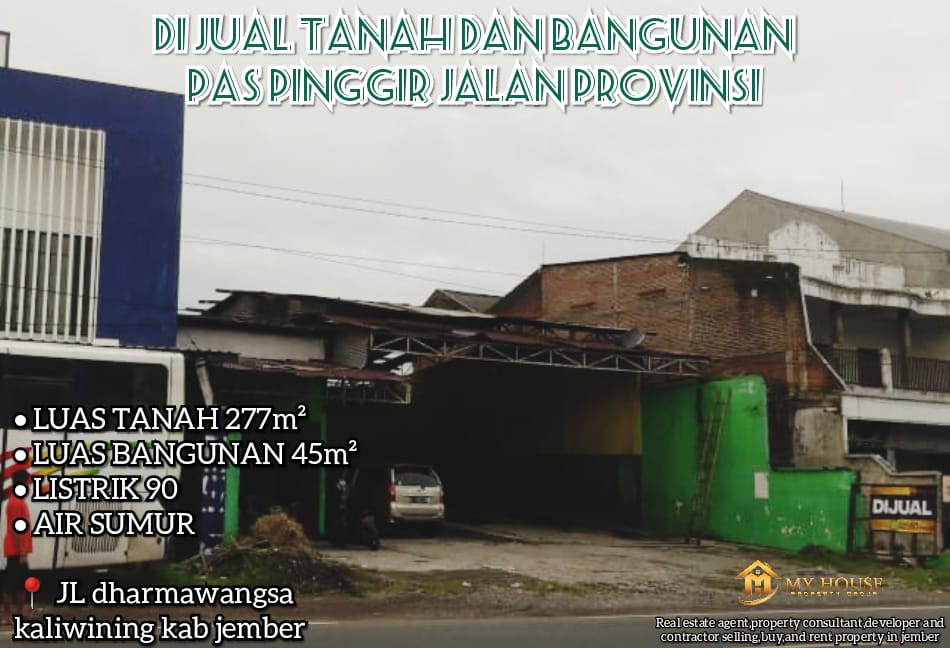 DI JUAL TANAH DAN BANGUNAN
PAS PINGGIR JALAN PROVINSI
• LUAS TANAH 277m²
• LUAS BANGUNAN 45m²
• LISTRIK 90
• AIR SUMUR
📍 JL dharmawangsa
kaliwining kab jember
DIJUAL
MY HOUSE
PROPERTY GROUP
Real estate agent,property consultant,developer and
contractor selling,buy,and rent property in jember